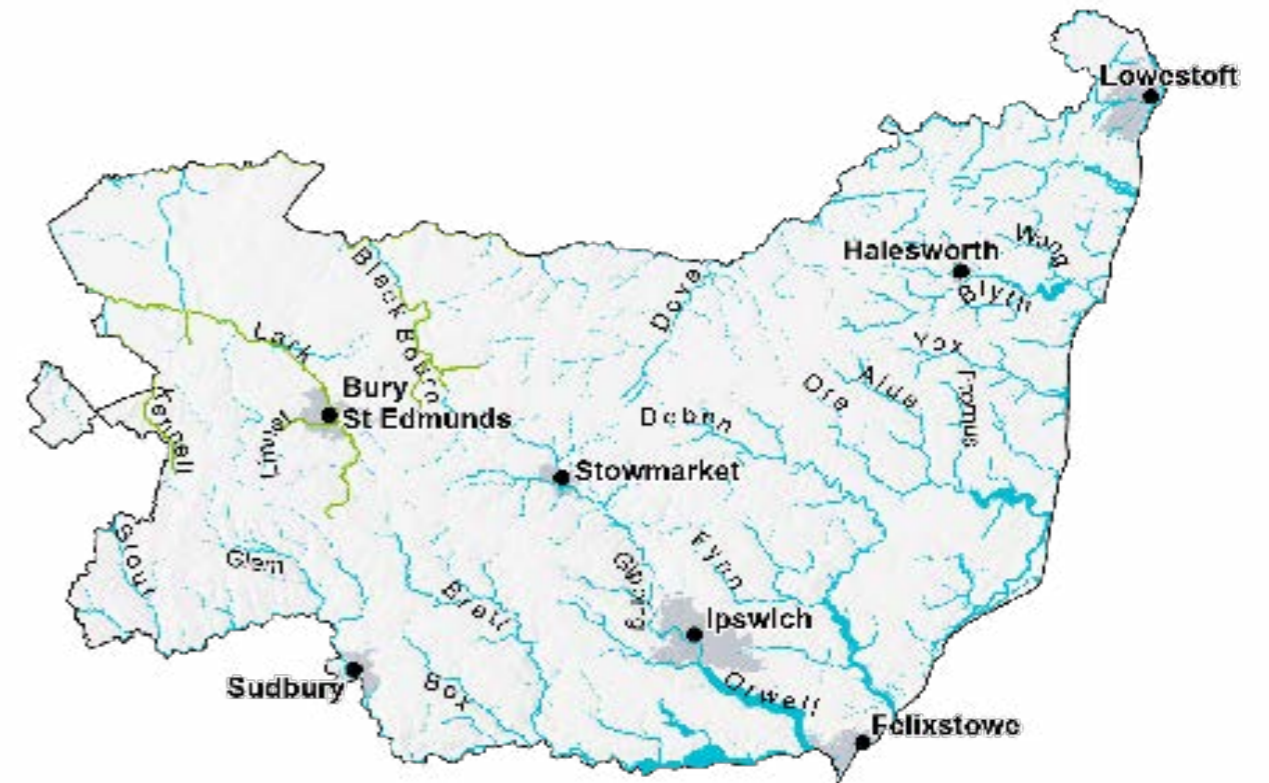 Lowestoft
Wang
Halesworth
Blyth
Black Bourn
Dove
Lark
Yox
Alde
Ore
Fromus
Bury
St Edmunds
Kennell
Linnet
Deben
Stowmarket
Stour
Glem
Gipping
Fynn
Brett
Ipswich
Sudbury
Box
Orwell
Felixstowe